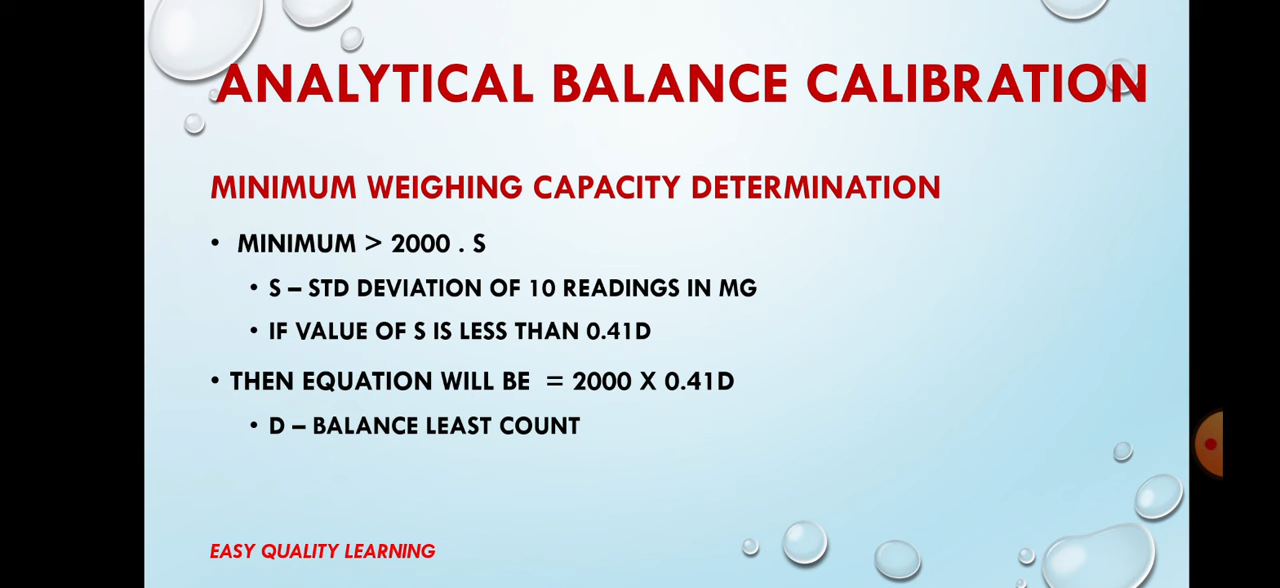 ANALYTICAL BALANCE CALIBRATION
MINIMUM WEIGHING CAPACITY DETERMINATION
• MINIMUM > 2000 . S
• S – STD DEVIATION OF 10 READINGS IN MG
• IF VALUE OF S IS LESS THAN 0.41D
• THEN EQUATION WILL BE = 2000 X 0.41D
• D – BALANCE LEAST COUNT
EASY QUALITY LEARNING